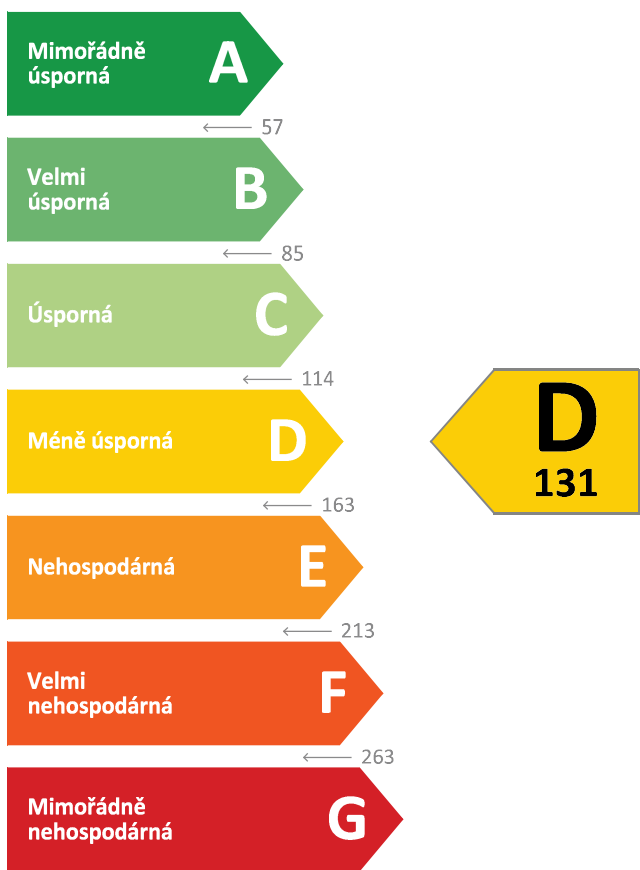 Mimořádně
úsporná
A
57
Velmi
úsporná
B
85
Úsporná
C
114
Méně úsporná
D
D
131
163
Nehospodárná
E
213
Velmi
nehospodárná
F
263
Mimořádně
nehospodárná
G